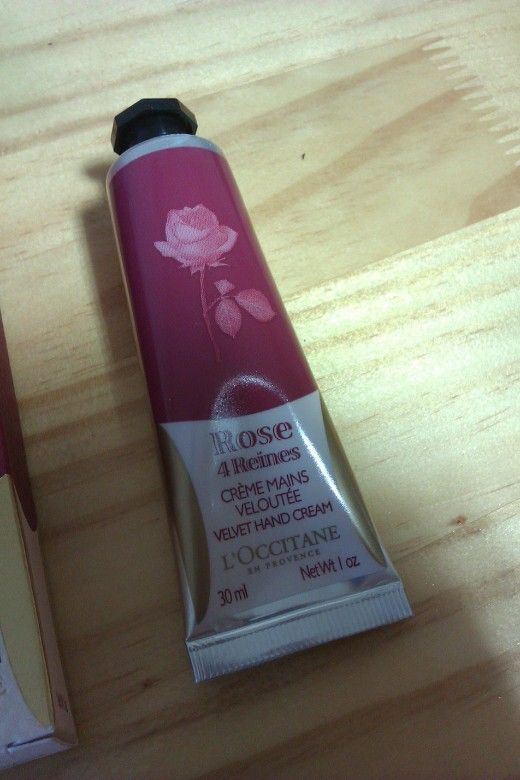 Rose
4 Reines
CRÈME MAINS
VELOUTÉE
VELVET HAND CREAM
L'OCCITANE
EN PROVENCE
30 ml Net Wt 1 oz